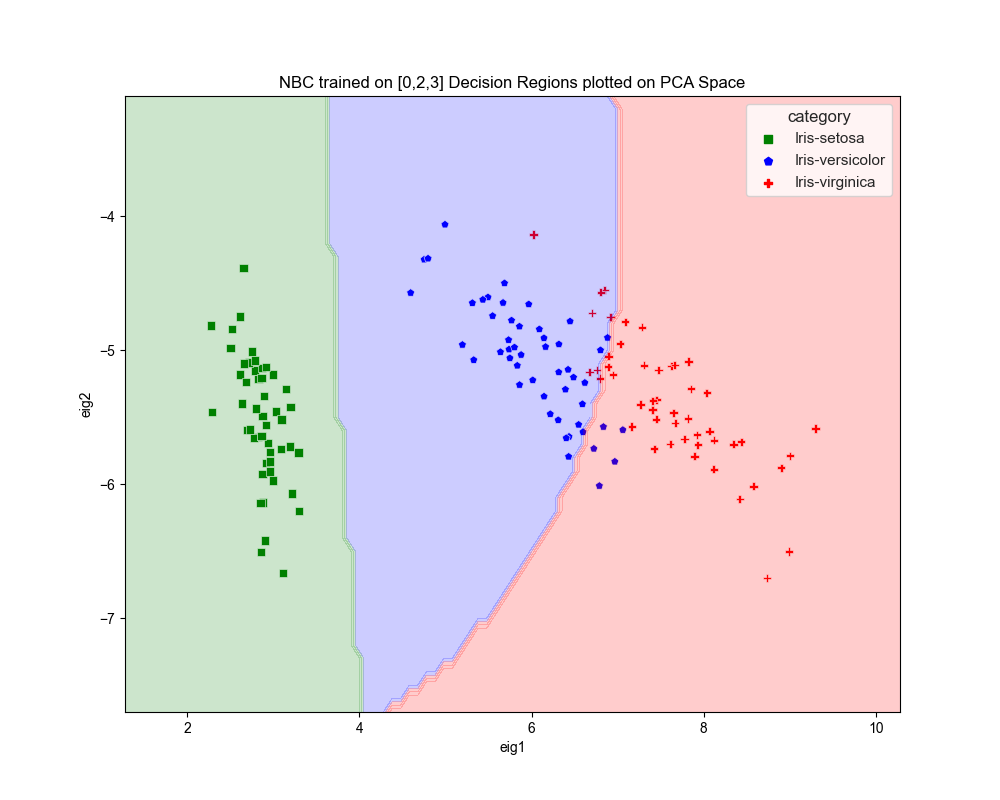 NBC trained on [0,2,3] Decision Regions plotted on PCA Space
category
Iris-setosa
Iris-versicolor
Iris-virginica
−4
−5
−6
−7
eig2
2
4
6
8
10
eig1